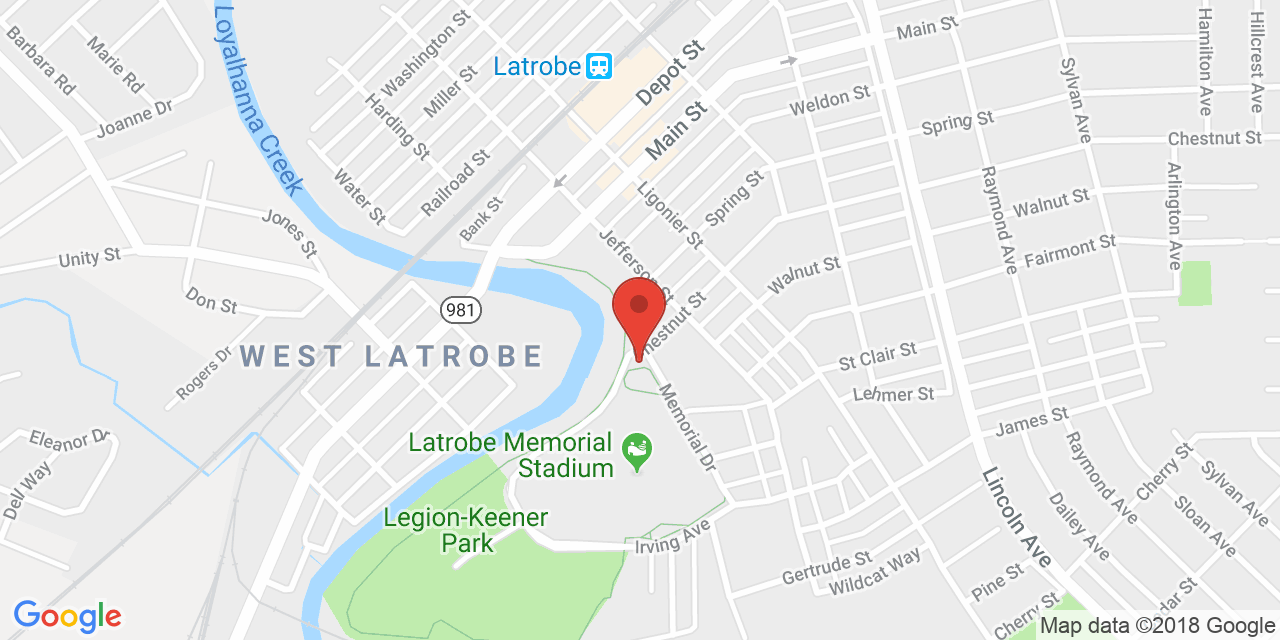 Loyalhanna Creek
Washington St
Miller St
Harding St
Barbara Rd
Marie Rd
Joanne Dr
Latrobe
Depot St
Main St
Main St
Weldon St
Spring St
Sylvan Ave
Hamilton Ave
Hillcrest Ave
Chestnut St
Arlington Ave
Raymond Ave
Walnut St
Fairmont St
Water St
Railroad St
Bank St
Ligonier St
Spring St
Jefferson St
Walnut St
Jones St
Unity St
Don St
981
Rogers Dr
WEST LATROBE
hestnut St
St Clair St
Lehmer St
Memorial Dr
James St
Eleanor Dr
Dell Way
Latrobe Memorial
Stadium
Legion-Keener
Park
Irving Ave
Gertrude St
Wildcat Way
Lincoln Ave
Raymond Ave
Dailey Ave
Cherry St
Sylvan Ave
Sloan Ave
Pine St
Cherry St
dar St
Google
Map data ©2018 Google